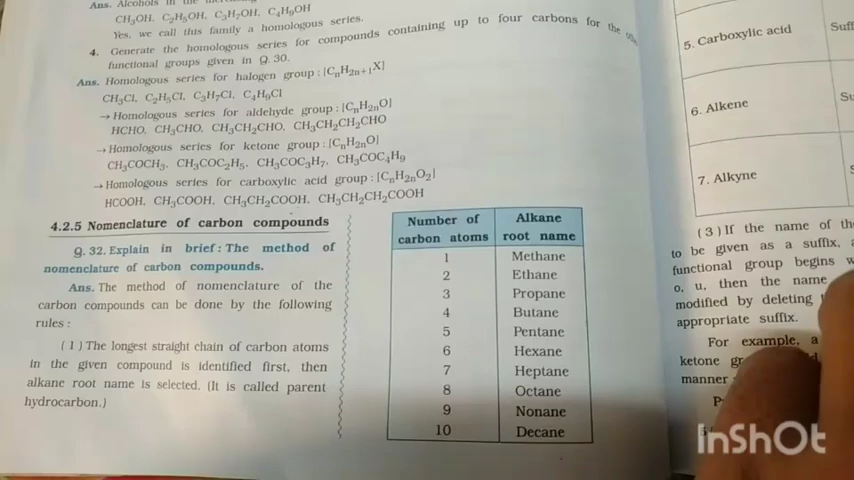 Ans. Alcohols in the
CH₃OH, C₂H₅OH, C₃H₇OH, C₄H₉OH
Yes, we call this family a homologous series.
4. Generate the homologous series for compounds containing up to four carbons for the
functional groups given in Q. 30.
Ans. Homologous series for halogen group : [CₙH₂ₙ₊₁X]
CH₃Cl, C₂H₅Cl, C₃H₇Cl, C₄H₉Cl
→ Homologous series for aldehyde group : [CₙH₂ₙO]
HCHO, CH₃CHO, CH₃CH₂CHO, CH₃CH₂CH₂CHO
→ Homologous series for ketone group : [CₙH₂ₙO]
CH₃COCH₃, CH₃COC₂H₅, CH₃COC₃H₇, CH₃COC₄H₉
→ Homologous series for carboxylic acid group : [CₙH₂ₙO₂]
HCOOH, CH₃COOH, CH₃CH₂COOH, CH₃CH₂CH₂COOH
4.2.5 Nomenclature of carbon compounds
Q. 32. Explain in brief : The method of
nomenclature of carbon compounds.
Ans. The method of nomenclature of the
carbon compounds can be done by the following
rules :
( 1 ) The longest straight chain of carbon atoms
in the given compound is identified first, then
alkane root name is selected. (It is called parent
hydrocarbon.)
Number of carbon atoms Alkane root name
1 Methane
2 Ethane
3 Propane
4 Butane
5 Pentane
6 Hexane
7 Heptane
8 Octane
9 Nonane
10 Decane
5. Carboxylic acid
6. Alkene
7. Alkyne
( 3 ) If the name of the
to be given as a suffix,
functional group begins
o, u, then the name
modified by deleting
appropriate suffix.
For example, a
ketone
manner
InShOt